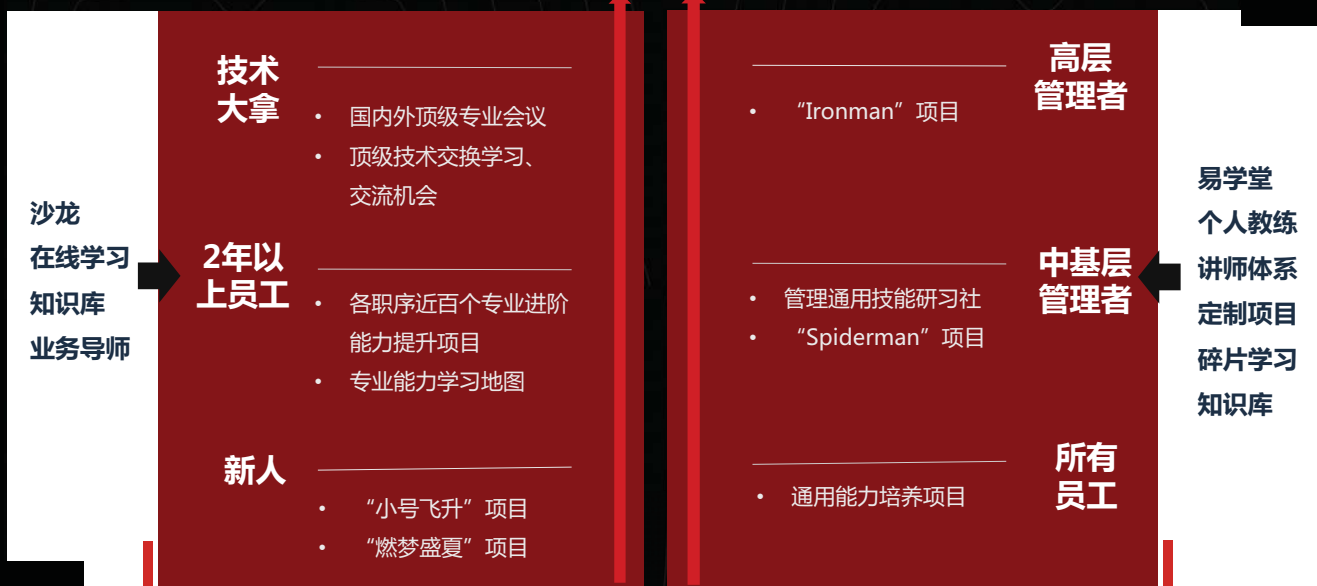 沙龙
在线学习
知识库
业务导师
技术
大拿
• 国内外顶级专业会议
• 顶级技术交换学习、
交流机会
2年以
上员工
• 各职序近百个专业进阶
能力提升项目
• 专业能力学习地图
新人
• “小号飞升”项目
• “燃梦盛夏”项目
高层
管理者
• “Ironman”项目
中基层
管理者
• 管理通用技能研习社
• “Spiderman”项目
所有
员工
• 通用能力培养项目
易学堂
个人教练
讲师体系
定制项目
碎片学习
知识库